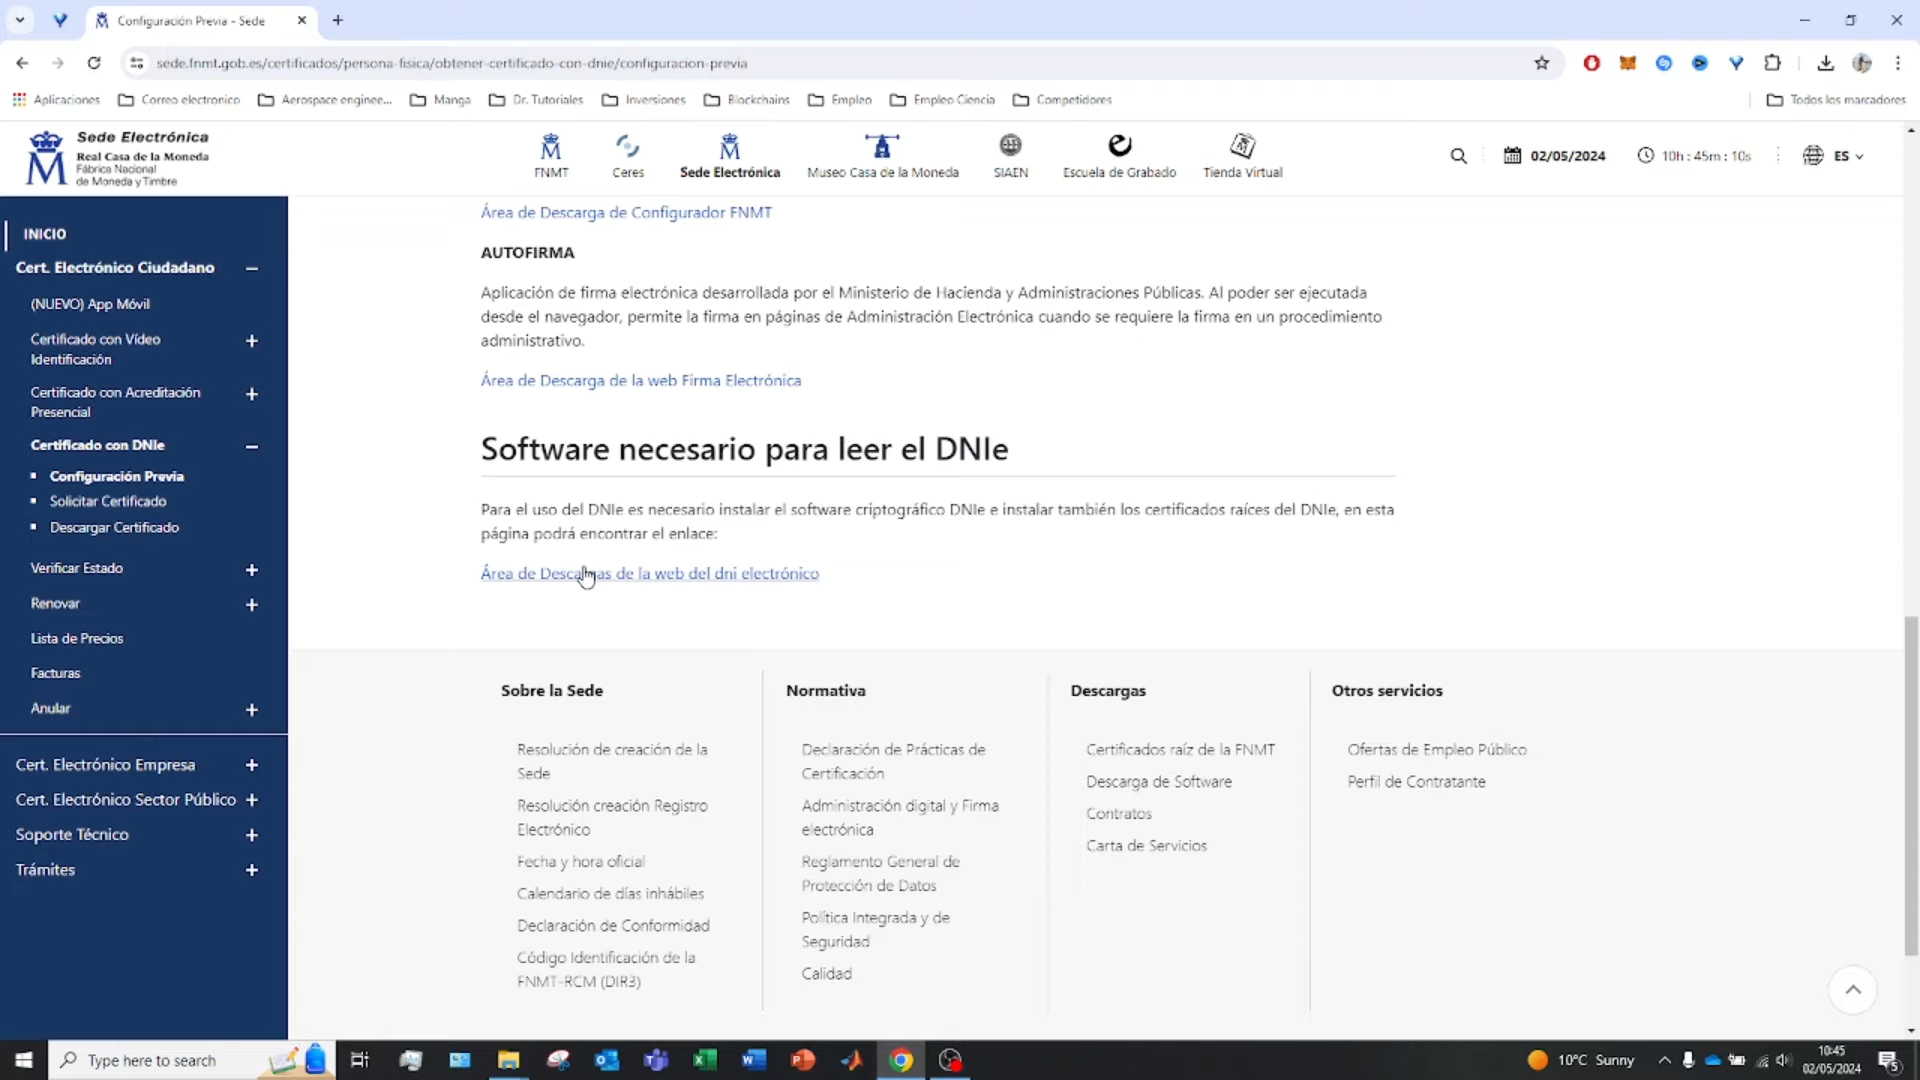 Configuración Previa - Sede
sede.fnmt.gob.es/certificados/persona-fisica/obtener-certificado-con-dnie/configuracion-previa
Aplicaciones
Correo electronico
Aerospace enginee...
Manga
Dr. Tutoriales
Inversiones
Blockchains
Empleo
Empleo Ciencia
Competidores
Todos los marcadores
Sede Electrónica
Real Casa de la Moneda
Fábrica Nacional
de Moneda y Timbre
FNMT
Ceres
Sede Electrónica
Museo Casa de la Moneda
SIAEN
Escuela de Grabado
Tienda Virtual
02/05/2024
10h : 45m : 10s
ES
INICIO
Cert. Electrónico Ciudadano
(NUEVO) App Móvil
Certificado con Vídeo
Identificación
Certificado con Acreditación
Presencial
Certificado con DNIe
Configuración Previa
Solicitar Certificado
Descargar Certificado
Verificar Estado
Renovar
Lista de Precios
Facturas
Anular
Cert. Electrónico Empresa
Cert. Electrónico Sector Público
Soporte Técnico
Trámites
Área de Descarga de Configurador FNMT
AUTOFIRMA
Aplicación de firma electrónica desarrollada por el Ministerio de Hacienda y Administraciones Públicas. Al poder ser ejecutada
desde el navegador, permite la firma en páginas de Administración Electrónica cuando se requiere la firma en un procedimiento
administrativo.
Área de Descarga de la web Firma Electrónica
Software necesario para leer el DNIe
Para el uso del DNIe es necesario instalar el software criptográfico DNIe e instalar también los certificados raíces del DNIe, en esta
página podrá encontrar el enlace:
Área de Descargas de la web del dni electrónico
Sobre la Sede
Resolución de creación de la
Sede
Resolución creación Registro
Electrónico
Fecha y hora oficial
Calendario de días inhábiles
Declaración de Conformidad
Código Identificación de la
FNMT-RCM (DIR3)
Normativa
Declaración de Prácticas de
Certificación
Administración digital y Firma
electrónica
Reglamento General de
Protección de Datos
Política Integrada y de
Seguridad
Calidad
Descargas
Certificados raíz de la FNMT
Descarga de Software
Contratos
Carta de Servicios
Otros servicios
Ofertas de Empleo Público
Perfil de Contratante
Type here to search
10°C Sunny
10:45
02/05/2024
5